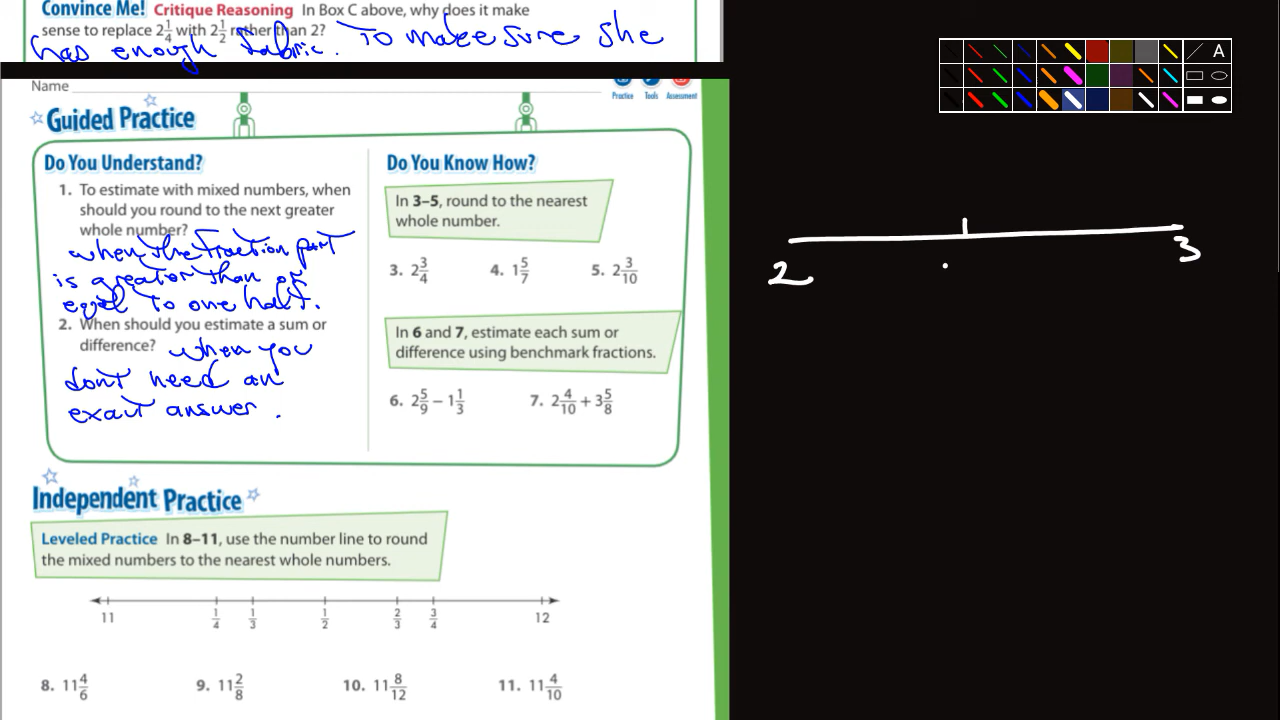 Convince Me! Critique Reasoning In Box C above, why does it make
sense to replace 2 1/4 with 2 1/2 rather than 2?
To make sure she
has enough fabric.
Name
Practice Tools Assessment
Guided Practice
Do You Understand?
1. To estimate with mixed numbers, when
should you round to the next greater
whole number?
when the fraction part
is greater than or
equal to one half.
2. When should you estimate a sum or
difference? when you
dont need an
exact answer.
Do You Know How?
In 3–5, round to the nearest
whole number.
3. 2 3/4 4. 1 5/7 5. 2 3/10
In 6 and 7, estimate each sum or
difference using benchmark fractions.
6. 2 5/9 − 1 1/3 7. 2 4/10 + 3 5/8
Independent Practice
Leveled Practice In 8–11, use the number line to round
the mixed numbers to the nearest whole numbers.
11 1/4 1/3 1/2 2/3 3/4 12
8. 11 4/6 9. 11 2/8 10. 11 8/12 11. 11 4/10
A
2 3